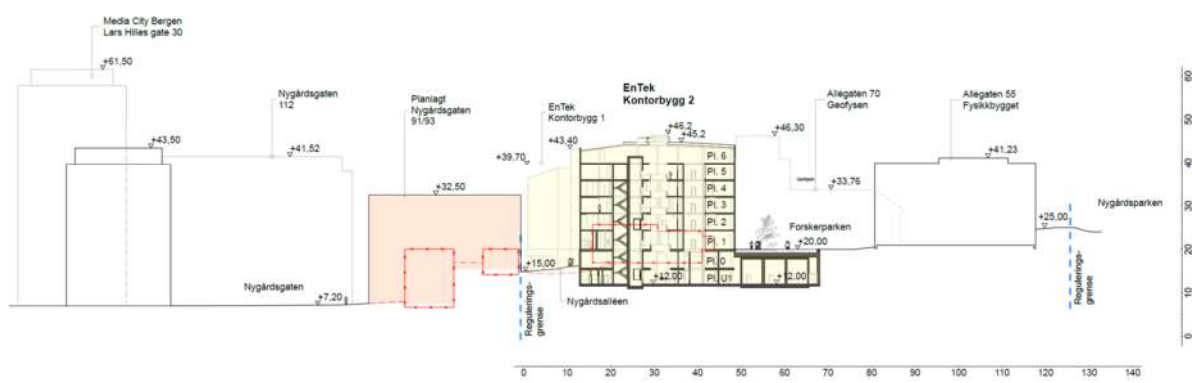 Media City Bergen
Lars Hilles gate 30
+61,50
Nygårdsgaten
112
+43,50
+41,52
Planlagt
Nygårdsgaten
91/93
+32,50
EnTek
Kontorbygg 1
+39,70
+43,40
EnTek
Kontorbygg 2
+46,2
+45,2
+46,30
Allégaten 70
Geofysen
+33,76
Allégaten 55
Fysikkbygget
+41,23
Pl. 6
Pl. 5
Pl. 4
Pl. 3
Pl. 2
Pl. 1
Pl. 0
Pl. U1
Forskerparken
+20,00
+25,00
Nygårdsparken
+15,00
+12,00
+12,00
Nygårdsgaten
+7,20
Nygårdsalléen
Regulerings-
grense
Regulerings-
grense
60
50
40
30
20
10
0
0 10 20 30 40 50 60 70 80 90 100 110 120 130 140